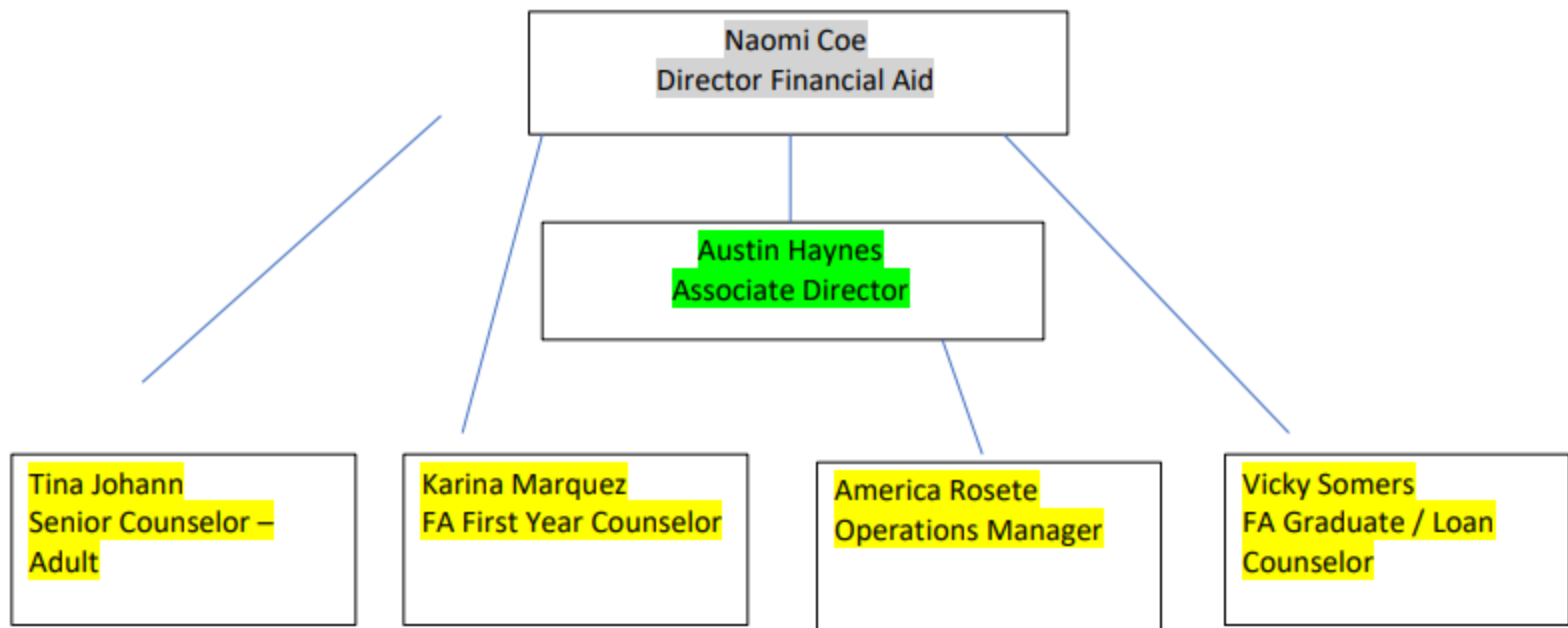 Naomi Coe
Director Financial Aid
Austin Haynes
Associate Director
Tina Johann
Senior Counselor –
Adult
Karina Marquez
FA First Year Counselor
America Rosete
Operations Manager
Vicky Somers
FA Graduate / Loan
Counselor